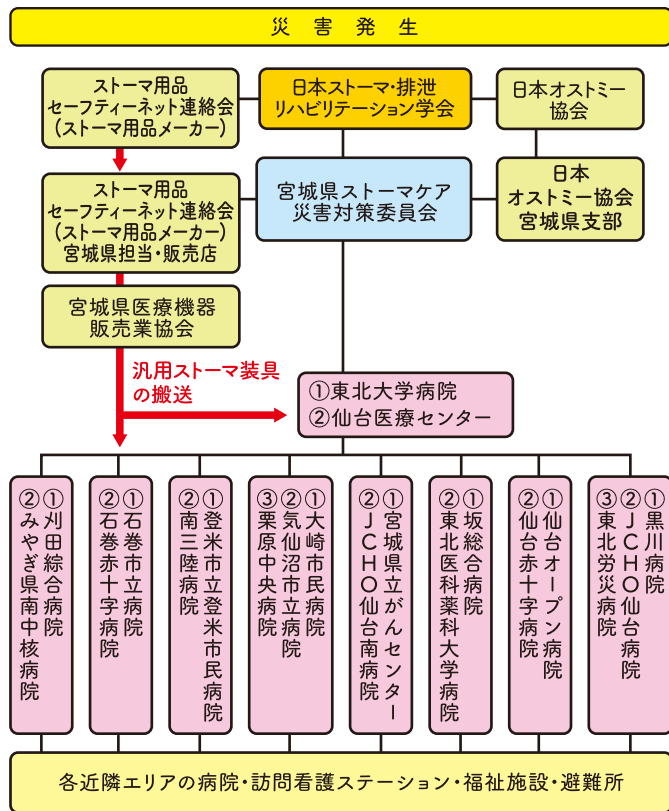 災害発生
ストーマ用品
セーフティーネット連絡会
(ストーマ用品メーカー)
日本ストーマ・排泄
リハビリテーション学会
日本オストミー
協会
ストーマ用品
セーフティーネット連絡会
(ストーマ用品メーカー)
宮城県担当・販売店
宮城県ストーマケア
災害対策委員会
日本
オストミー協会
宮城県支部
宮城県医療機器
販売業協会
汎用ストーマ装具
の搬送
①東北大学病院
②仙台医療センター
①刈田綜合病院
②みやぎ県南中核病院
①石巻市立病院
②石巻赤十字病院
①登米市立登米市民病院
②南三陸病院
①大崎市民病院
②気仙沼市立病院
③栗原中央病院
①宮城県立がんセンター
②JCHO仙台南病院
①坂総合病院
②東北医科薬科大学病院
①仙台オープン病院
②仙台赤十字病院
①黒川病院
②JCHO仙台病院
③東北労災病院
各近隣エリアの病院・訪問看護ステーション・福祉施設・避難所